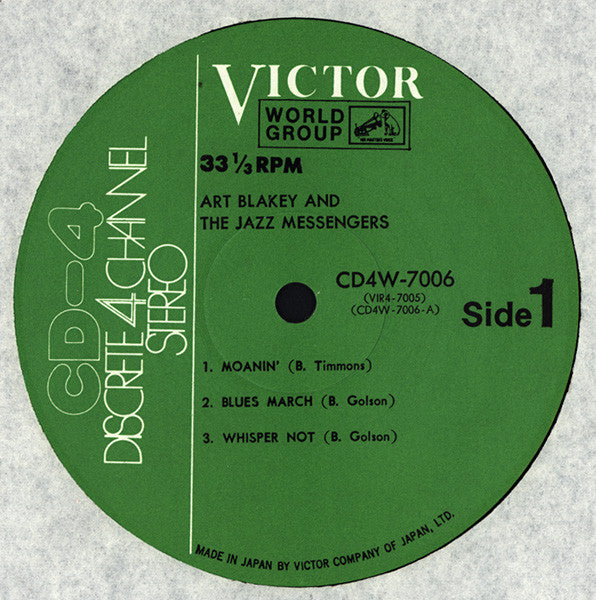 VICTOR
WORLD
GROUP
33 1/3 RPM
ART BLAKEY AND
THE JAZZ MESSENGERS
CD-4
DISCRETE 4 CHANNEL
STEREO
CD4W-7006
(VIR4-7005)
(CD4W-7006-A)
Side 1
1. MOANIN' (B. Timmons)
2. BLUES MARCH (B. Golson)
3. WHISPER NOT (B. Golson)
MADE IN JAPAN BY VICTOR COMPANY OF JAPAN, LTD.